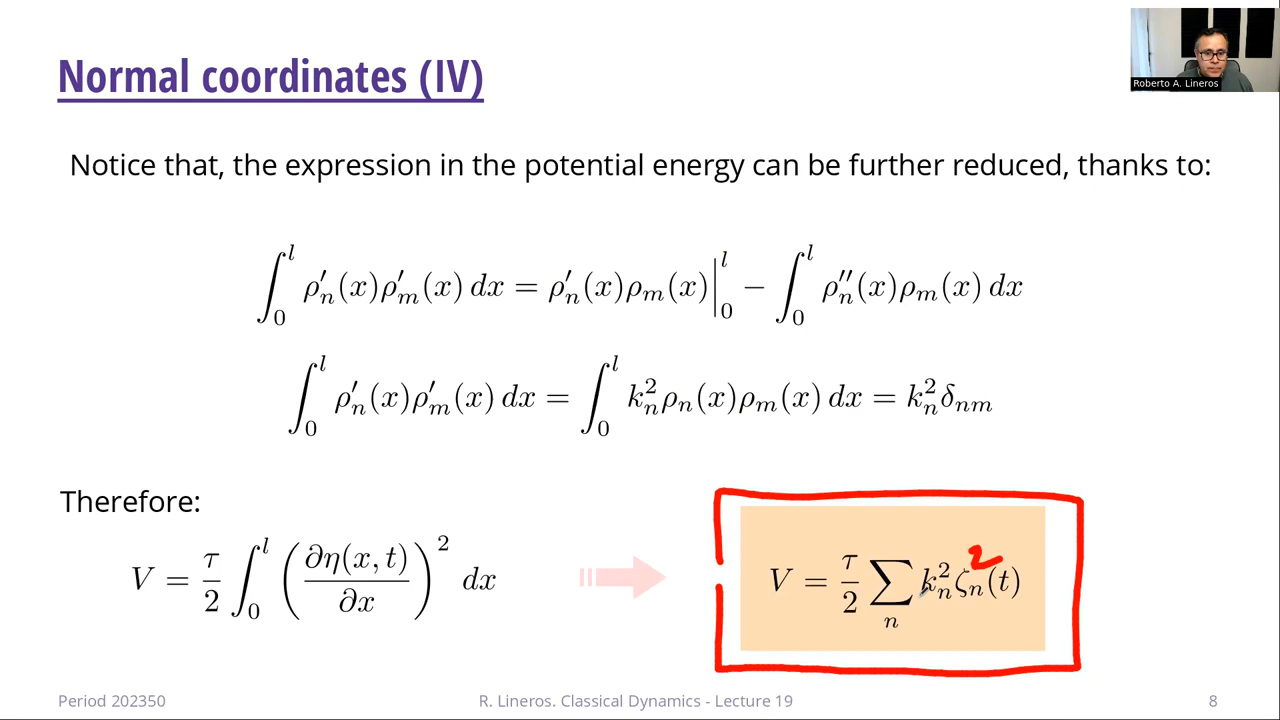 Normal coordinates (IV)
Roberto A. Lineros
Notice that, the expression in the potential energy can be further reduced, thanks to:
∫₀ˡ ρ′ₙ(x)ρ′ₘ(x) dx = ρ′ₙ(x)ρₘ(x)|₀ˡ − ∫₀ˡ ρ″ₙ(x)ρₘ(x) dx
∫₀ˡ ρ′ₙ(x)ρ′ₘ(x) dx = ∫₀ˡ kₙ²ρₙ(x)ρₘ(x) dx = kₙ²δₙₘ
Therefore:
V = τ/2 ∫₀ˡ (∂η(x, t)/∂x)² dx
V = τ/2 ∑ₙ kₙ²ζₙ²(t)
Period 202350
R. Lineros. Classical Dynamics - Lecture 19
8